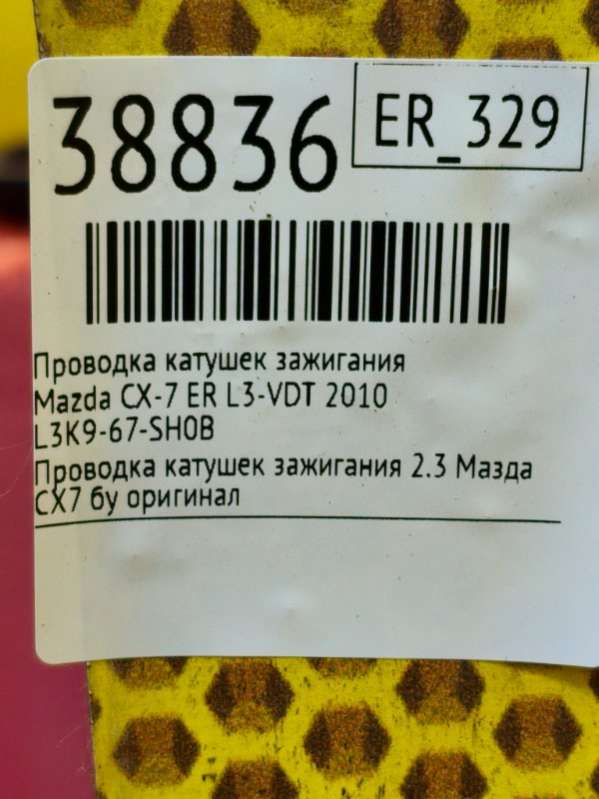 38836
ER_329
Проводка катушек зажигания
Mazda CX-7 ER L3-VDT 2010
L3K9-67-SH0B
Проводка катушек зажигания 2.3 Мазда
СХ7 бу оригинал